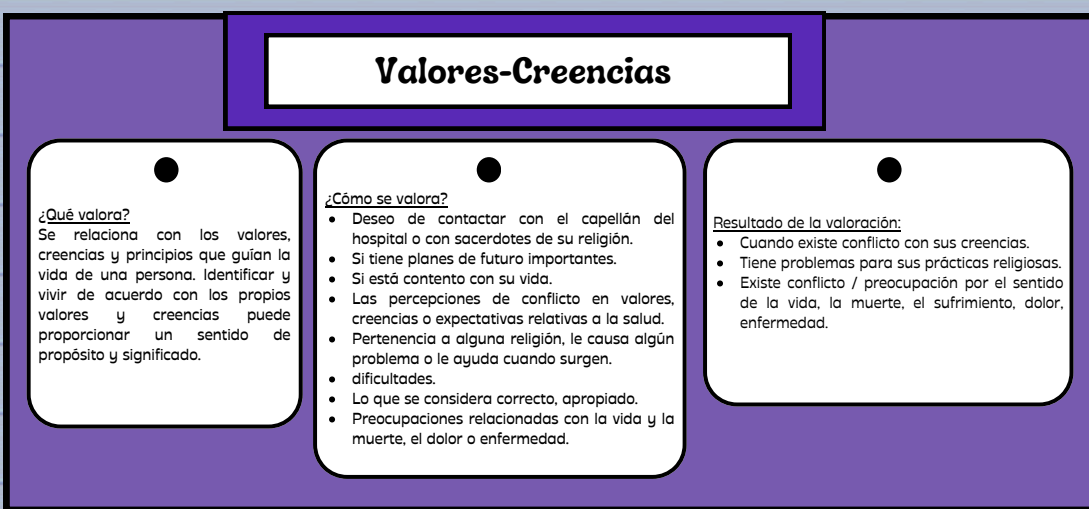 Valores-Creencias
¿Qué valora?
Se relaciona con los valores,
creencias y principios que guían la
vida de una persona. Identificar y
vivir de acuerdo con los propios
valores y creencias puede
proporcionar un sentido de
propósito y significado.
¿Cómo se valora?
• Deseo de contactar con el capellán del
hospital o con sacerdotes de su religión.
• Si tiene planes de futuro importantes.
• Si está contento con su vida.
• Las percepciones de conflicto en valores,
creencias o expectativas relativas a la salud.
• Pertenencia a alguna religión, le causa algún
problema o le ayuda cuando surgen.
• dificultades.
• Lo que se considera correcto, apropiado.
• Preocupaciones relacionadas con la vida y la
muerte, el dolor o enfermedad.
Resultado de la valoración:
• Cuando existe conflicto con sus creencias.
• Tiene problemas para sus prácticas religiosas.
• Existe conflicto / preocupación por el sentido
de la vida, la muerte, el sufrimiento, dolor,
enfermedad.